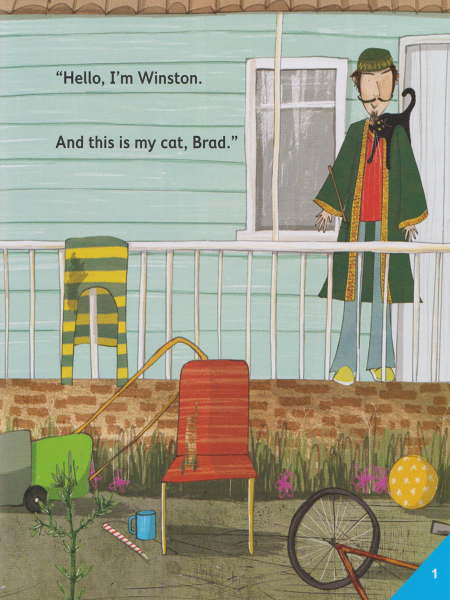 “Hello, I’m Winston.
And this is my cat, Brad.”
1